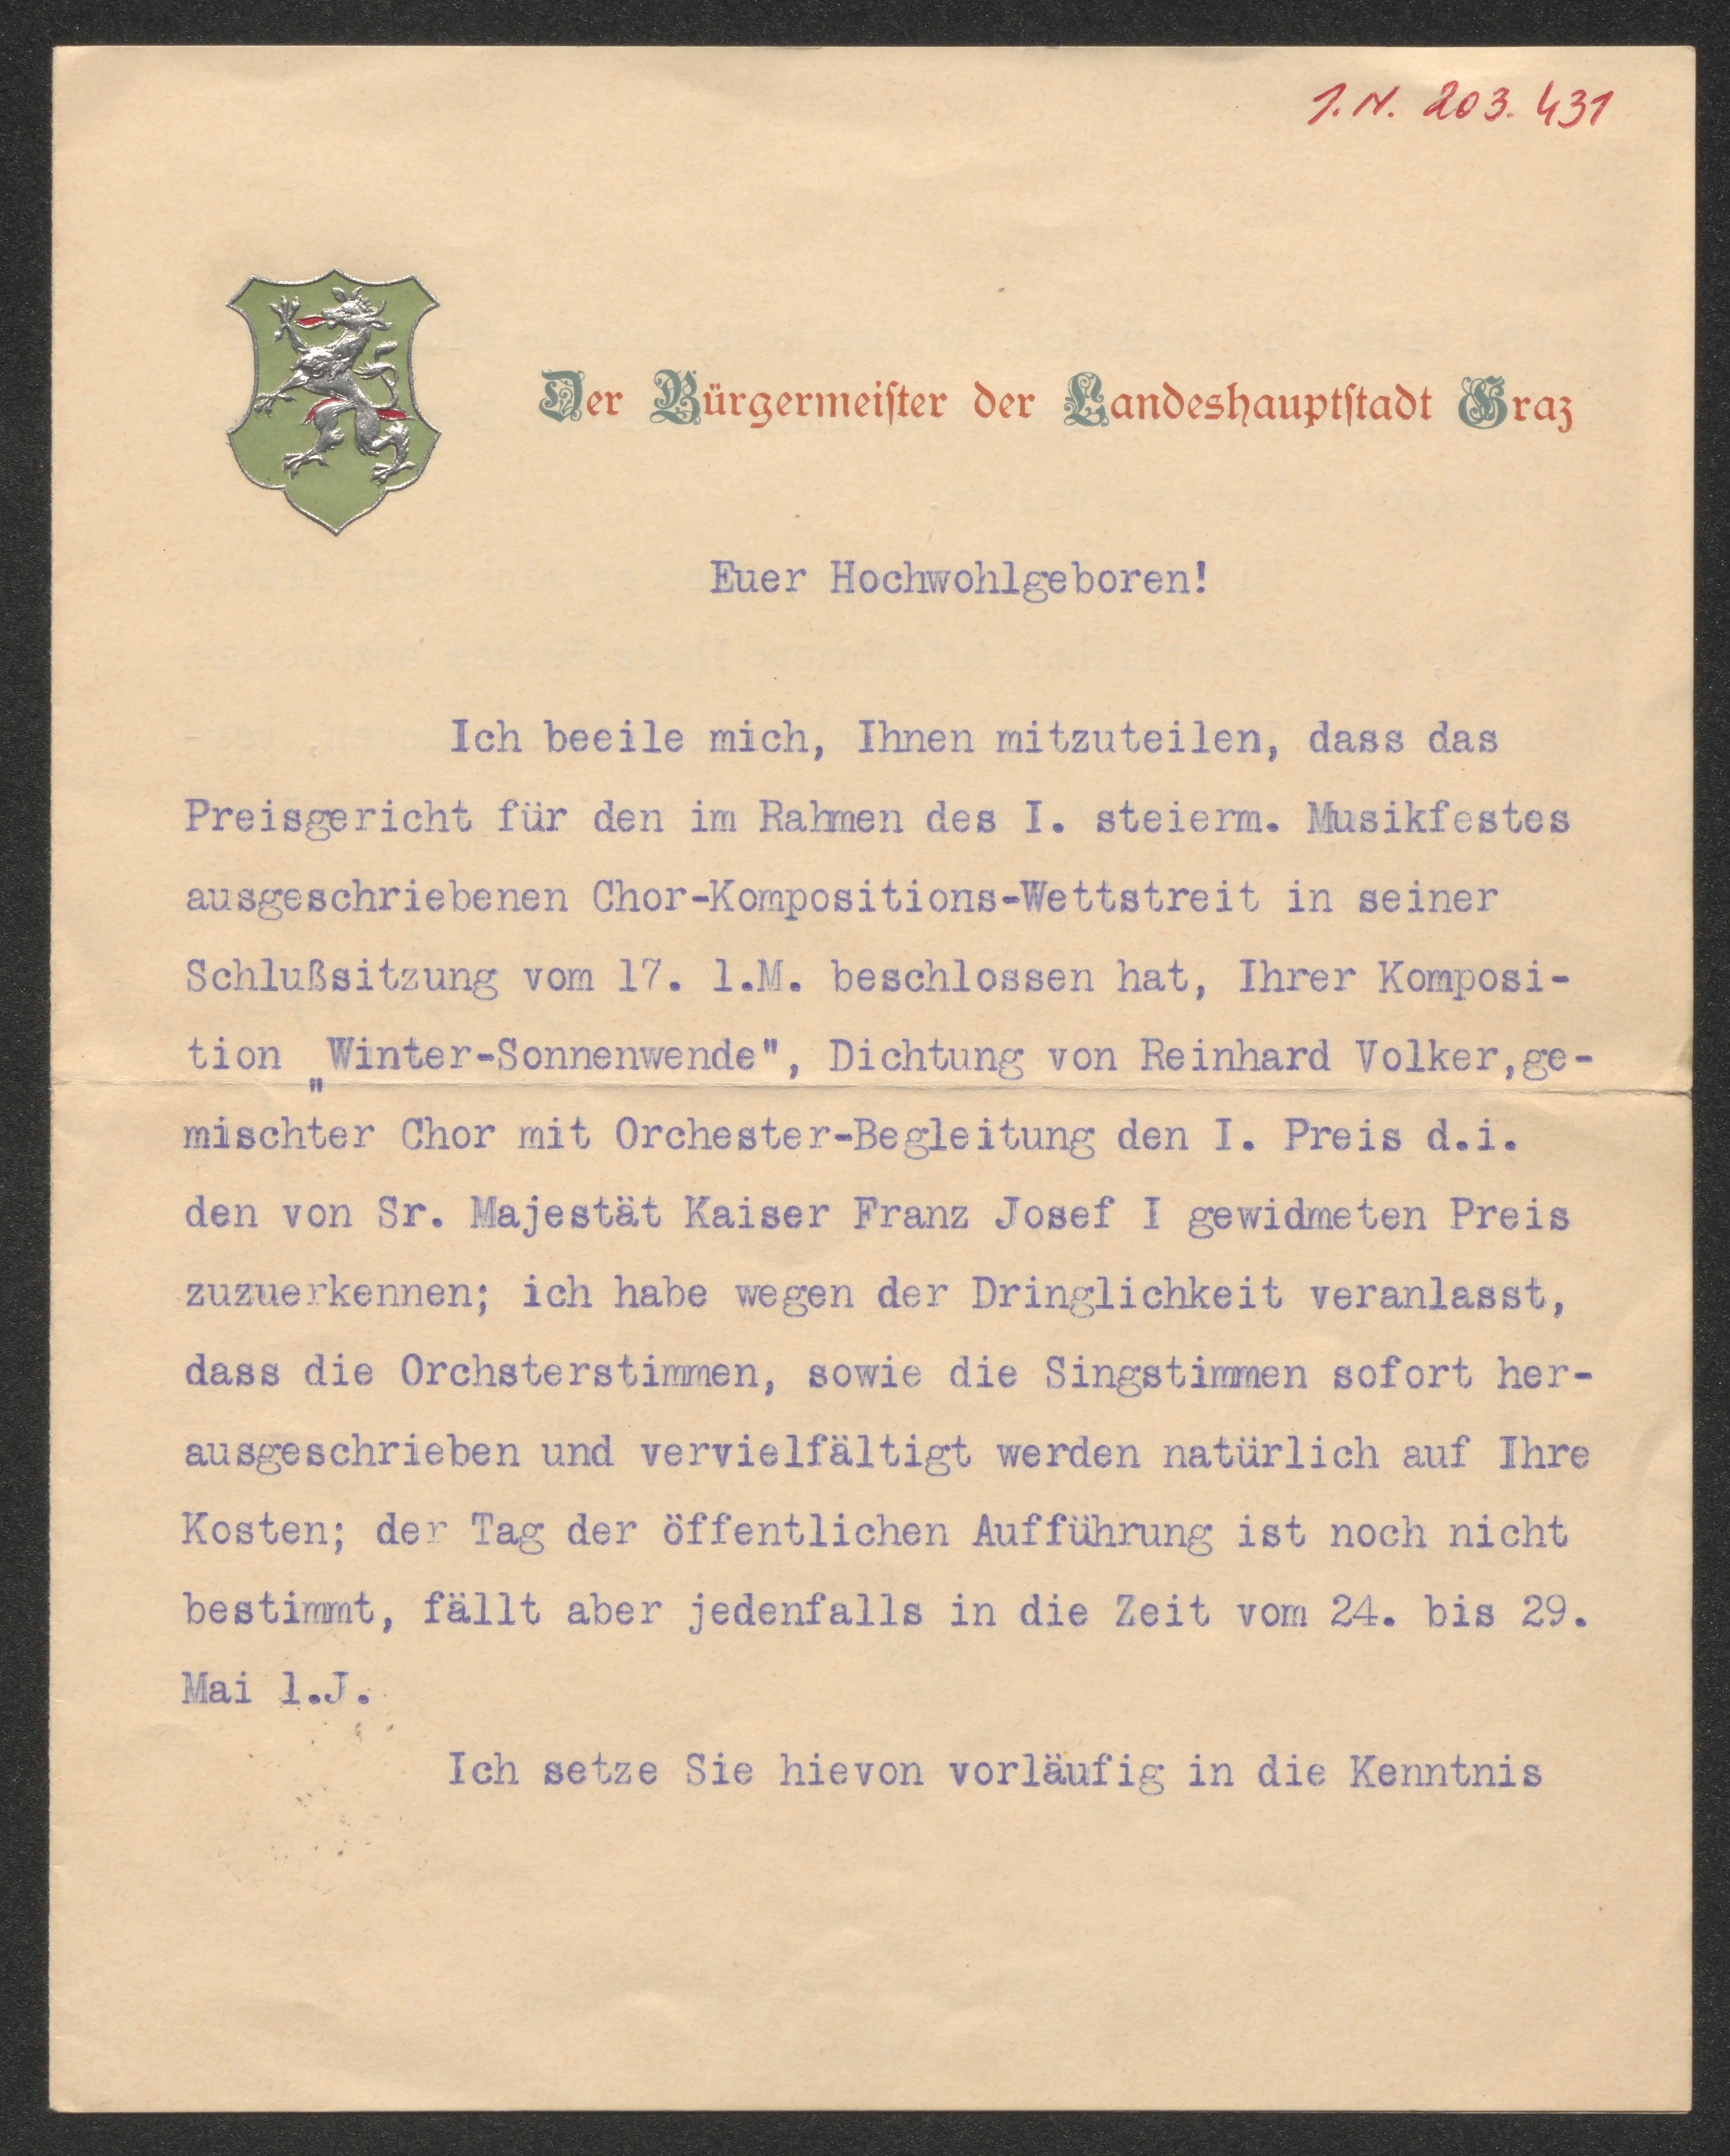 I.N. 203.431
Der Bürgermeiſter der Landeshauptſtadt Graz
Euer Hochwohlgeboren!
Ich beeile mich, Ihnen mitzuteilen, dass das
Preisgericht für den im Rahmen des I. steierm. Musikfestes
ausgeschriebenen Chor-Kompositions-Wettstreit in seiner
Schlußsitzung vom 17. l.M. beschlossen hat, Ihrer Komposi-
tion „Winter-Sonnenwende", Dichtung von Reinhard Volker,ge-
mischter Chor mit Orchester-Begleitung den I. Preis d.i.
den von Sr. Majestät Kaiser Franz Josef I gewidmeten Preis
zuzuerkennen; ich habe wegen der Dringlichkeit veranlasst,
dass die Orchsterstimmen, sowie die Singstimmen sofort her-
ausgeschrieben und vervielfältigt werden natürlich auf Ihre
Kosten; der Tag der öffentlichen Aufführung ist noch nicht
bestimmt, fällt aber jedenfalls in die Zeit vom 24. bis 29.
Mai l.J.
Ich setze Sie hievon vorläufig in die Kenntnis